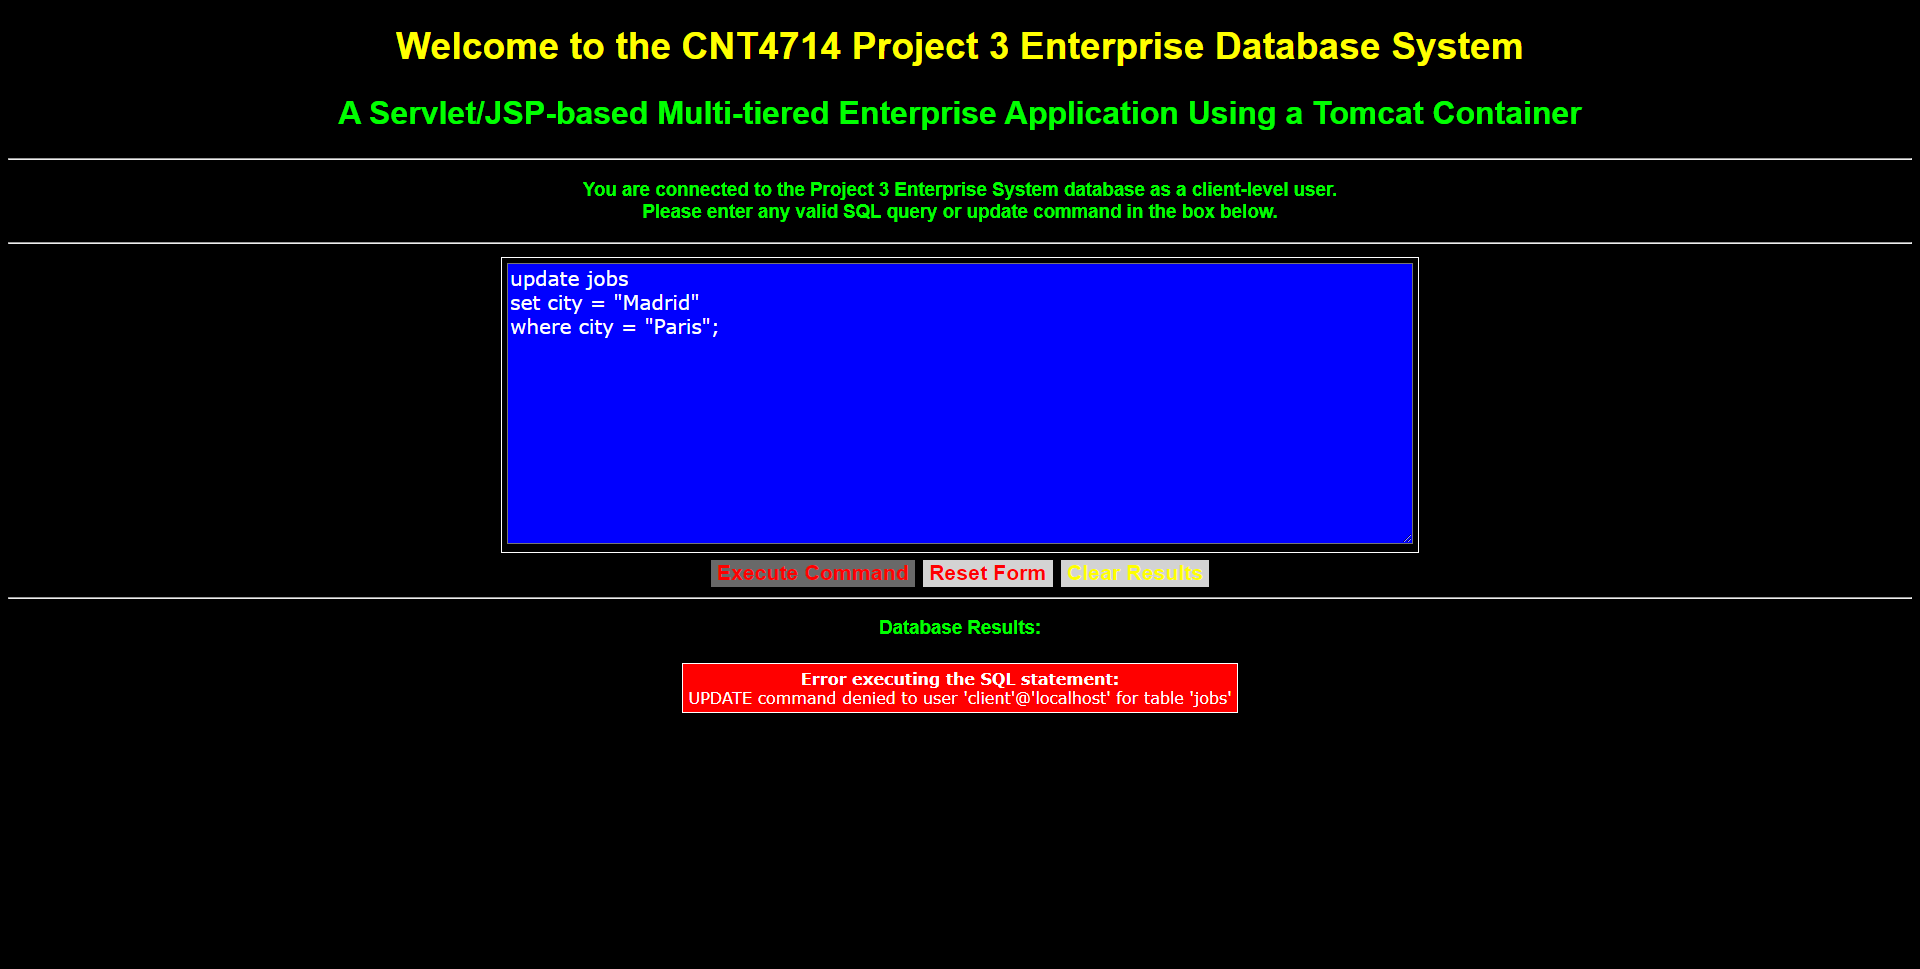 Welcome to the CNT4714 Project 3 Enterprise Database System
A Servlet/JSP-based Multi-tiered Enterprise Application Using a Tomcat Container
You are connected to the Project 3 Enterprise System database as a client-level user.
Please enter any valid SQL query or update command in the box below.
update jobs
set city = "Madrid"
where city = "Paris";
Execute Command Reset Form Clear Results
Database Results:
Error executing the SQL statement:
UPDATE command denied to user 'client'@'localhost' for table 'jobs'